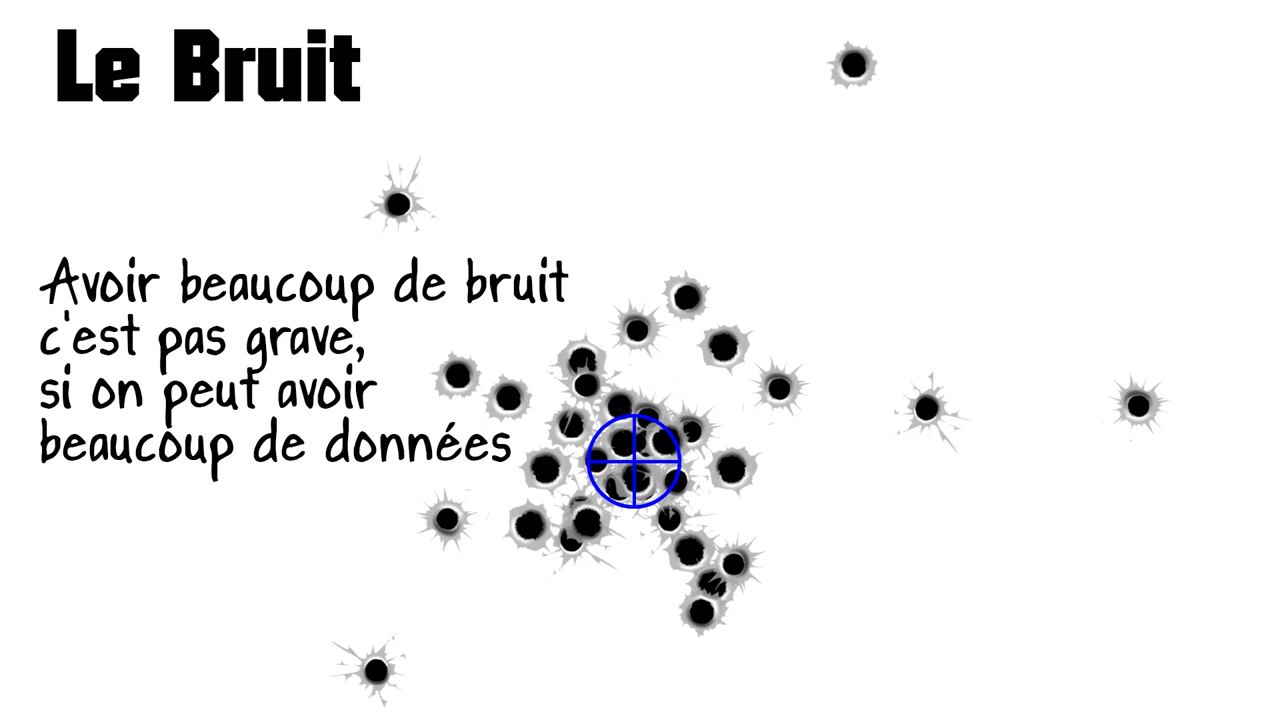 Le Bruit
Avoir beaucoup de bruit
c'est pas grave,
si on peut avoir
beaucoup de données